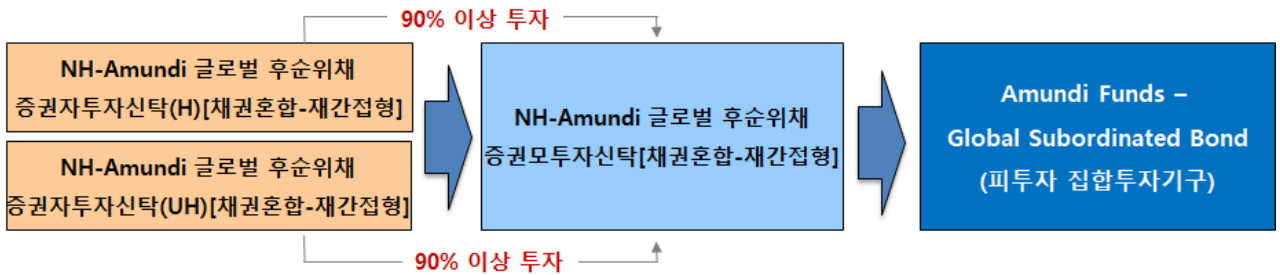 90% 이상 투자
NH-Amundi 글로벌 후순위채
증권자투자신탁(H)[채권혼합-재간접형]
NH-Amundi 글로벌 후순위채
증권자투자신탁(UH)[채권혼합-재간접형]
NH-Amundi 글로벌 후순위채
증권모투자신탁[채권혼합-재간접형]
Amundi Funds –
Global Subordinated Bond
(피투자 집합투자기구)
90% 이상 투자